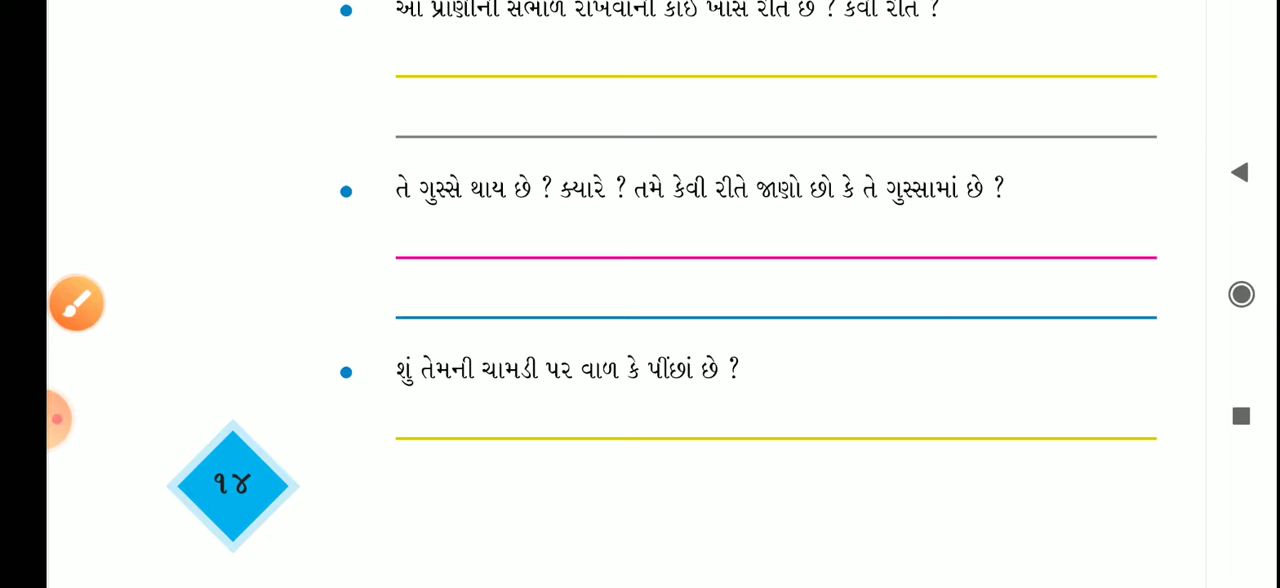 આ પ્રાણીની સંભાળ રાખવાની કોઈ ખાસ રીત છે ? કેવી રીતે ?
તે ગુસ્સે થાય છે ? ક્યારે ? તમે કેવી રીતે જાણો છો કે તે ગુસ્સામાં છે ?
શું તેમની ચામડી પર વાળ કે પીંછાં છે ?
૧૪